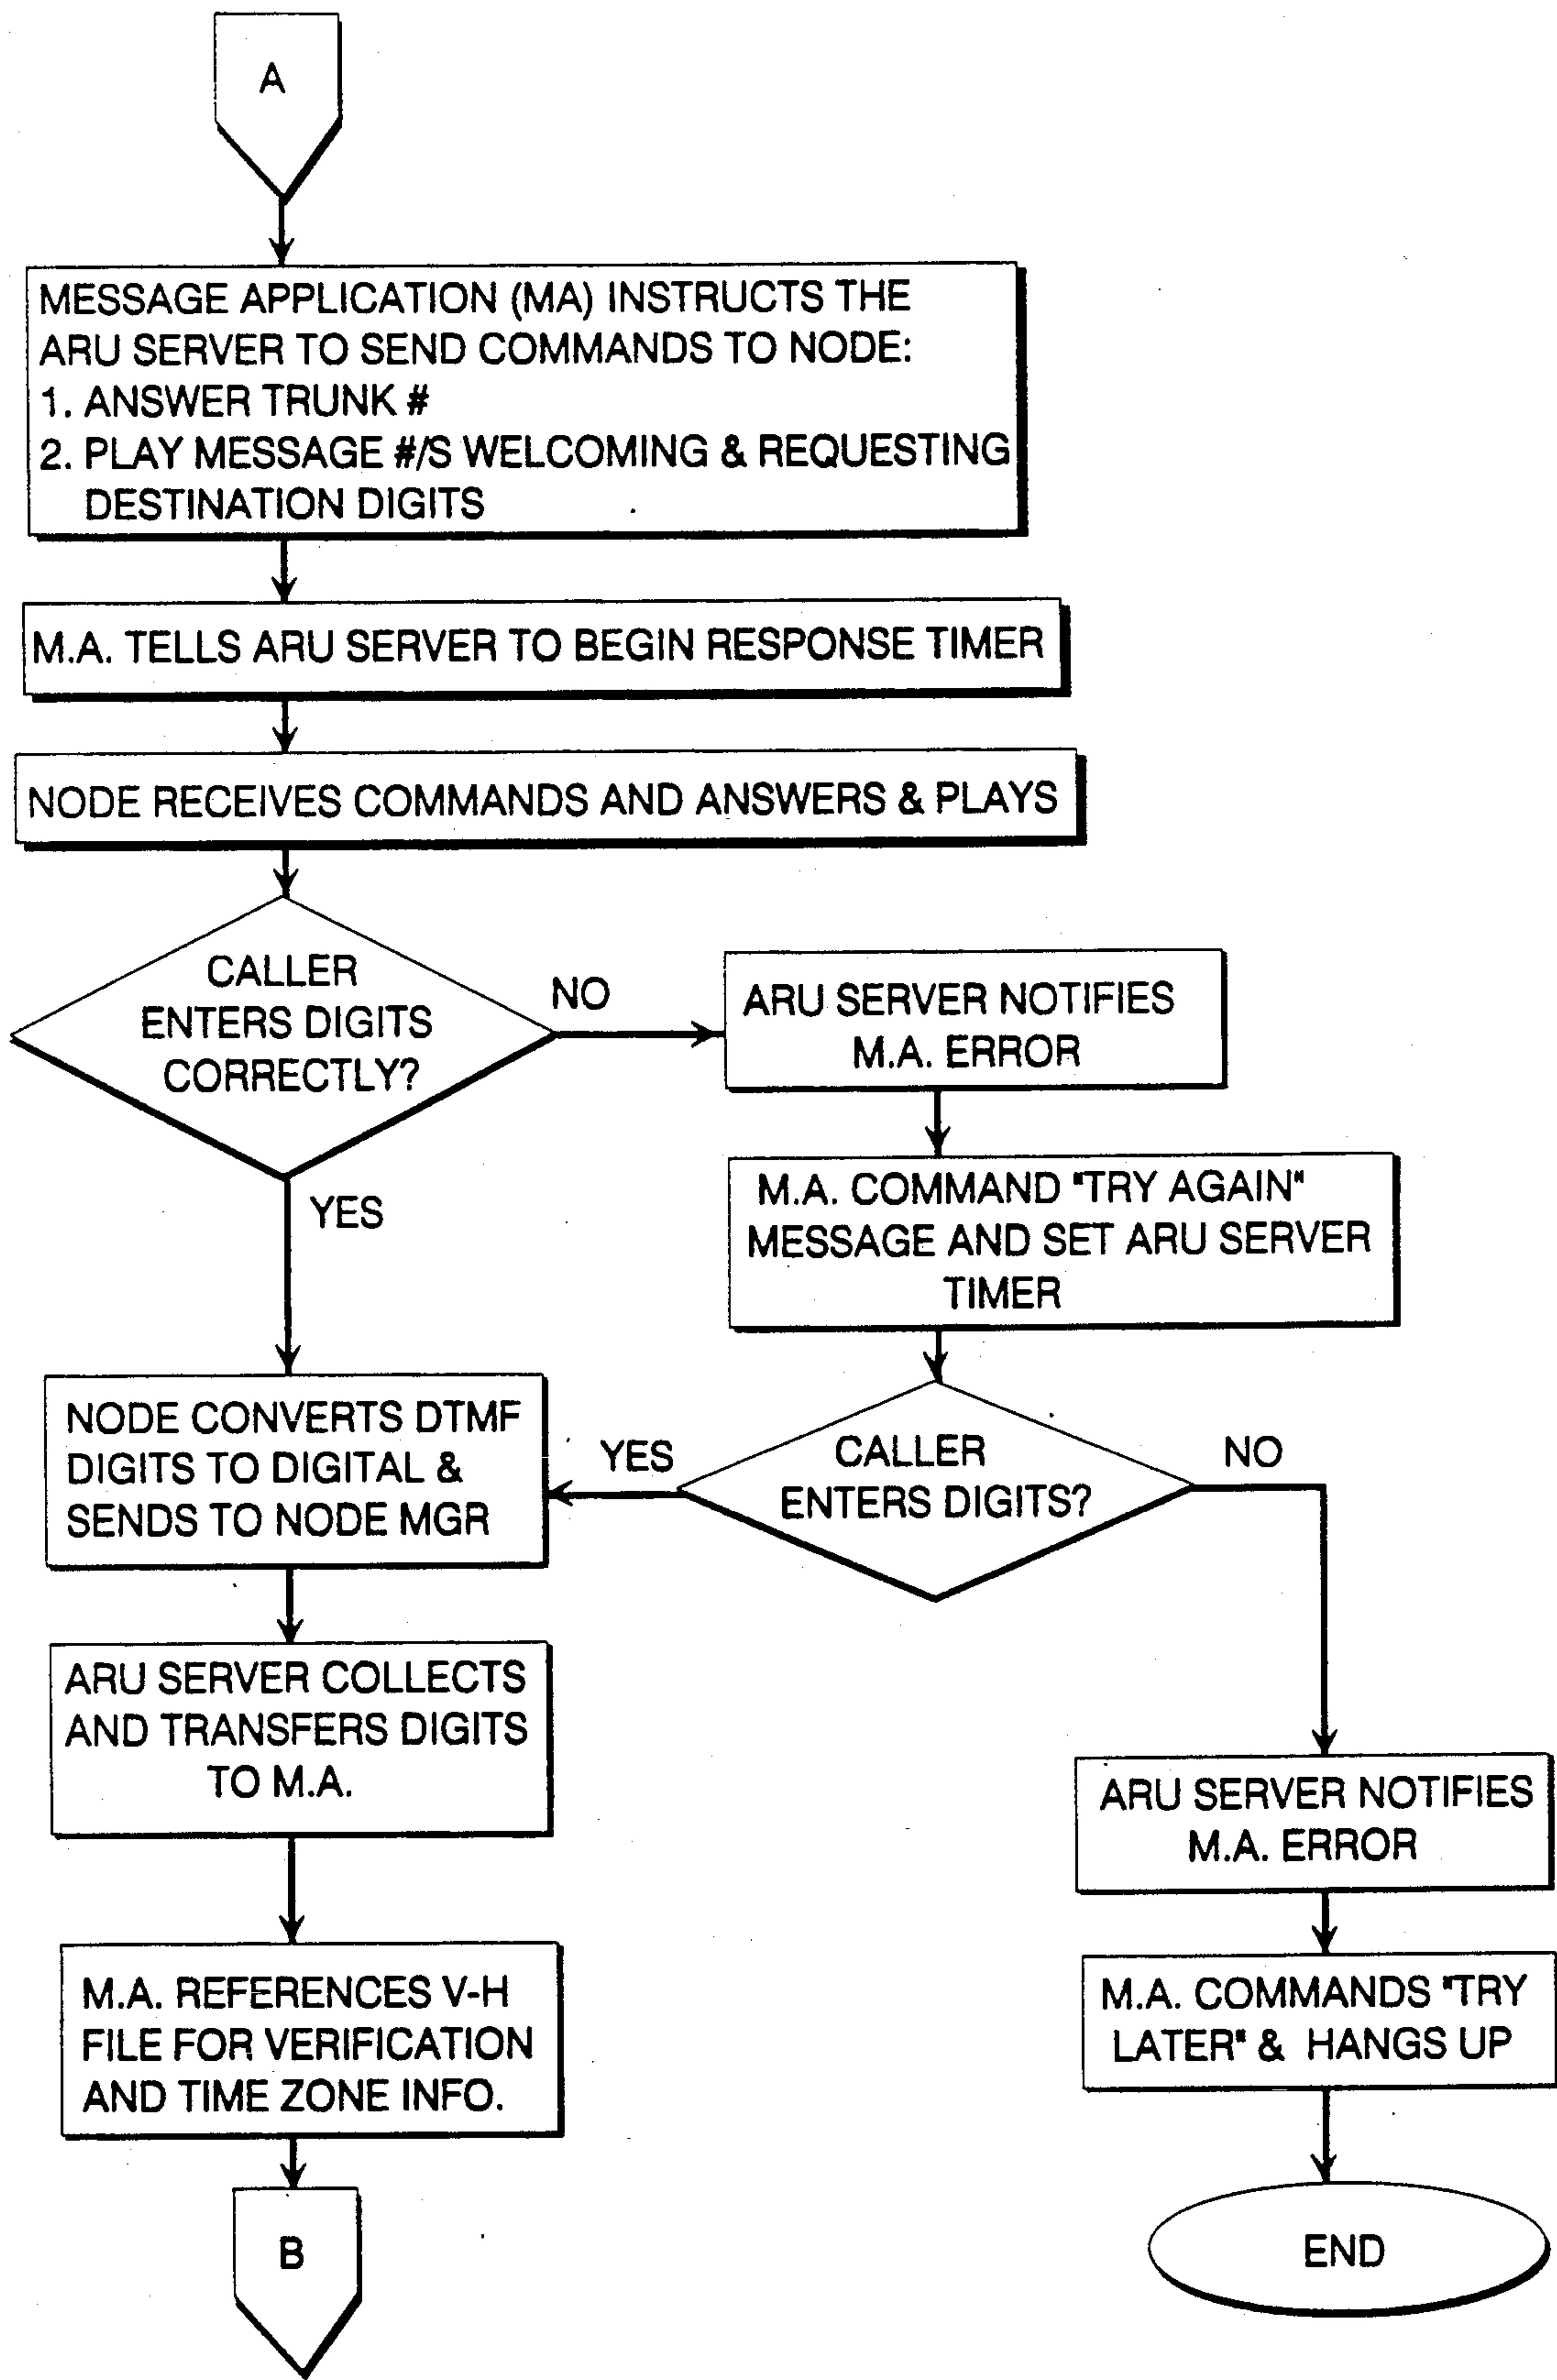 A
MESSAGE APPLICATION (MA) INSTRUCTS THE
ARU SERVER TO SEND COMMANDS TO NODE:
1. ANSWER TRUNK #
2. PLAY MESSAGE #/S WELCOMING & REQUESTING
DESTINATION DIGITS
M.A. TELLS ARU SERVER TO BEGIN RESPONSE TIMER
NODE RECEIVES COMMANDS AND ANSWERS & PLAYS
CALLER
ENTERS DIGITS
CORRECTLY?
NO
ARU SERVER NOTIFIES
M.A. ERROR
M.A. COMMAND "TRY AGAIN"
MESSAGE AND SET ARU SERVER
TIMER
YES
NODE CONVERTS DTMF
DIGITS TO DIGITAL &
SENDS TO NODE MGR
YES
CALLER
ENTERS DIGITS?
NO
ARU SERVER COLLECTS
AND TRANSFERS DIGITS
TO M.A.
ARU SERVER NOTIFIES
M.A. ERROR
M.A. REFERENCES V-H
FILE FOR VERIFICATION
AND TIME ZONE INFO.
M.A. COMMANDS "TRY
LATER" & HANGS UP
B
END